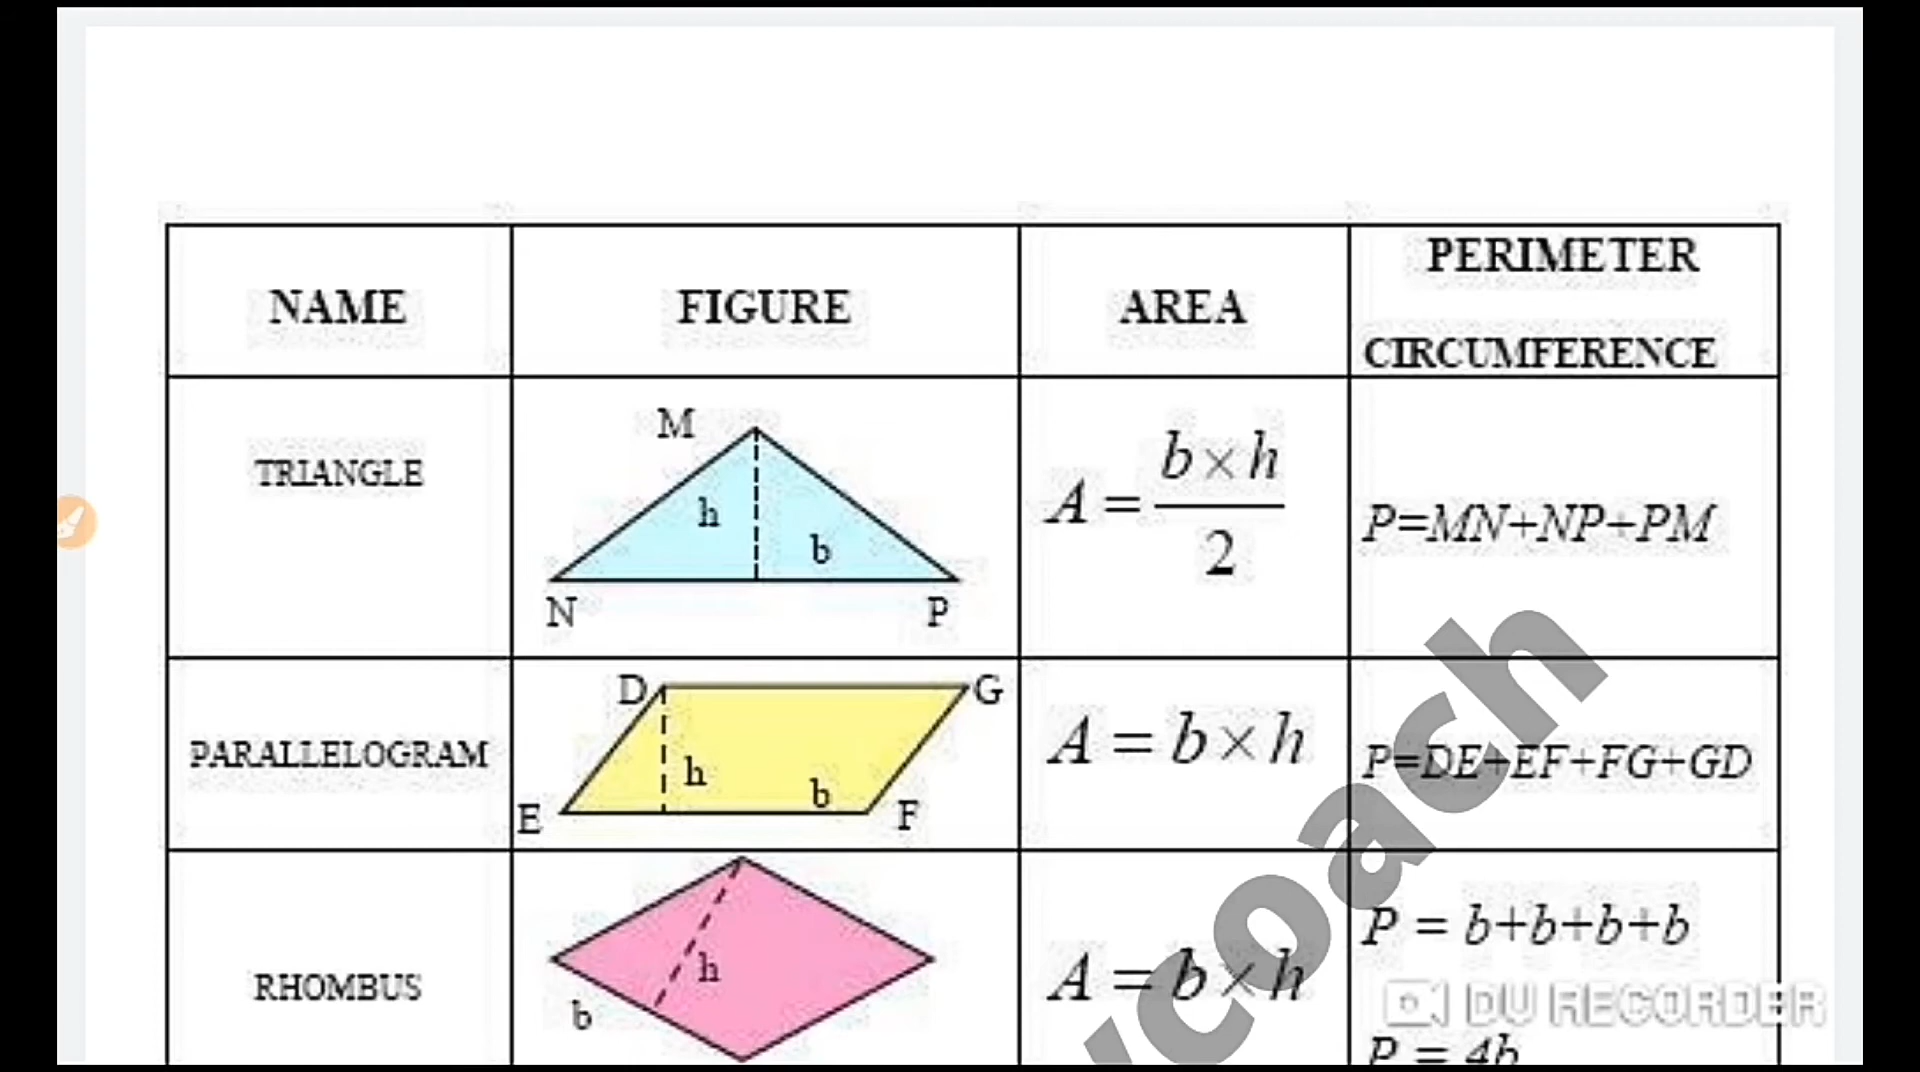 NAME
FIGURE
AREA
PERIMETER
CIRCUMFERENCE
TRIANGLE
M
h
b
N
P
A = b×h
2
P=MN+NP+PM
PARALLELOGRAM
D
G
h
b
E
F
A = b×h
P=DE+EF+FG+GD
RHOMBUS
h
b
A = b×h
P = b+b+b+b
P = 4b
coach
DU RECORDER